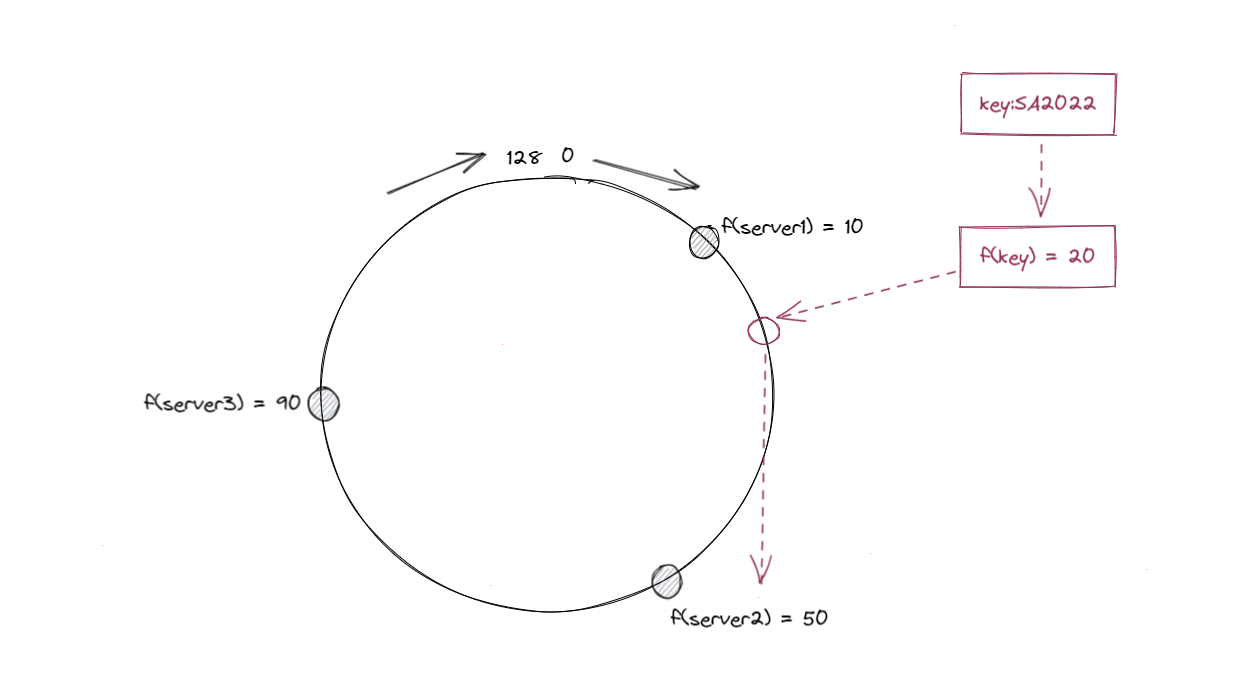 key:SA2022
128 0
f(server1) = 10
f(key) = 20
f(server3) = 90
f(server2) = 50